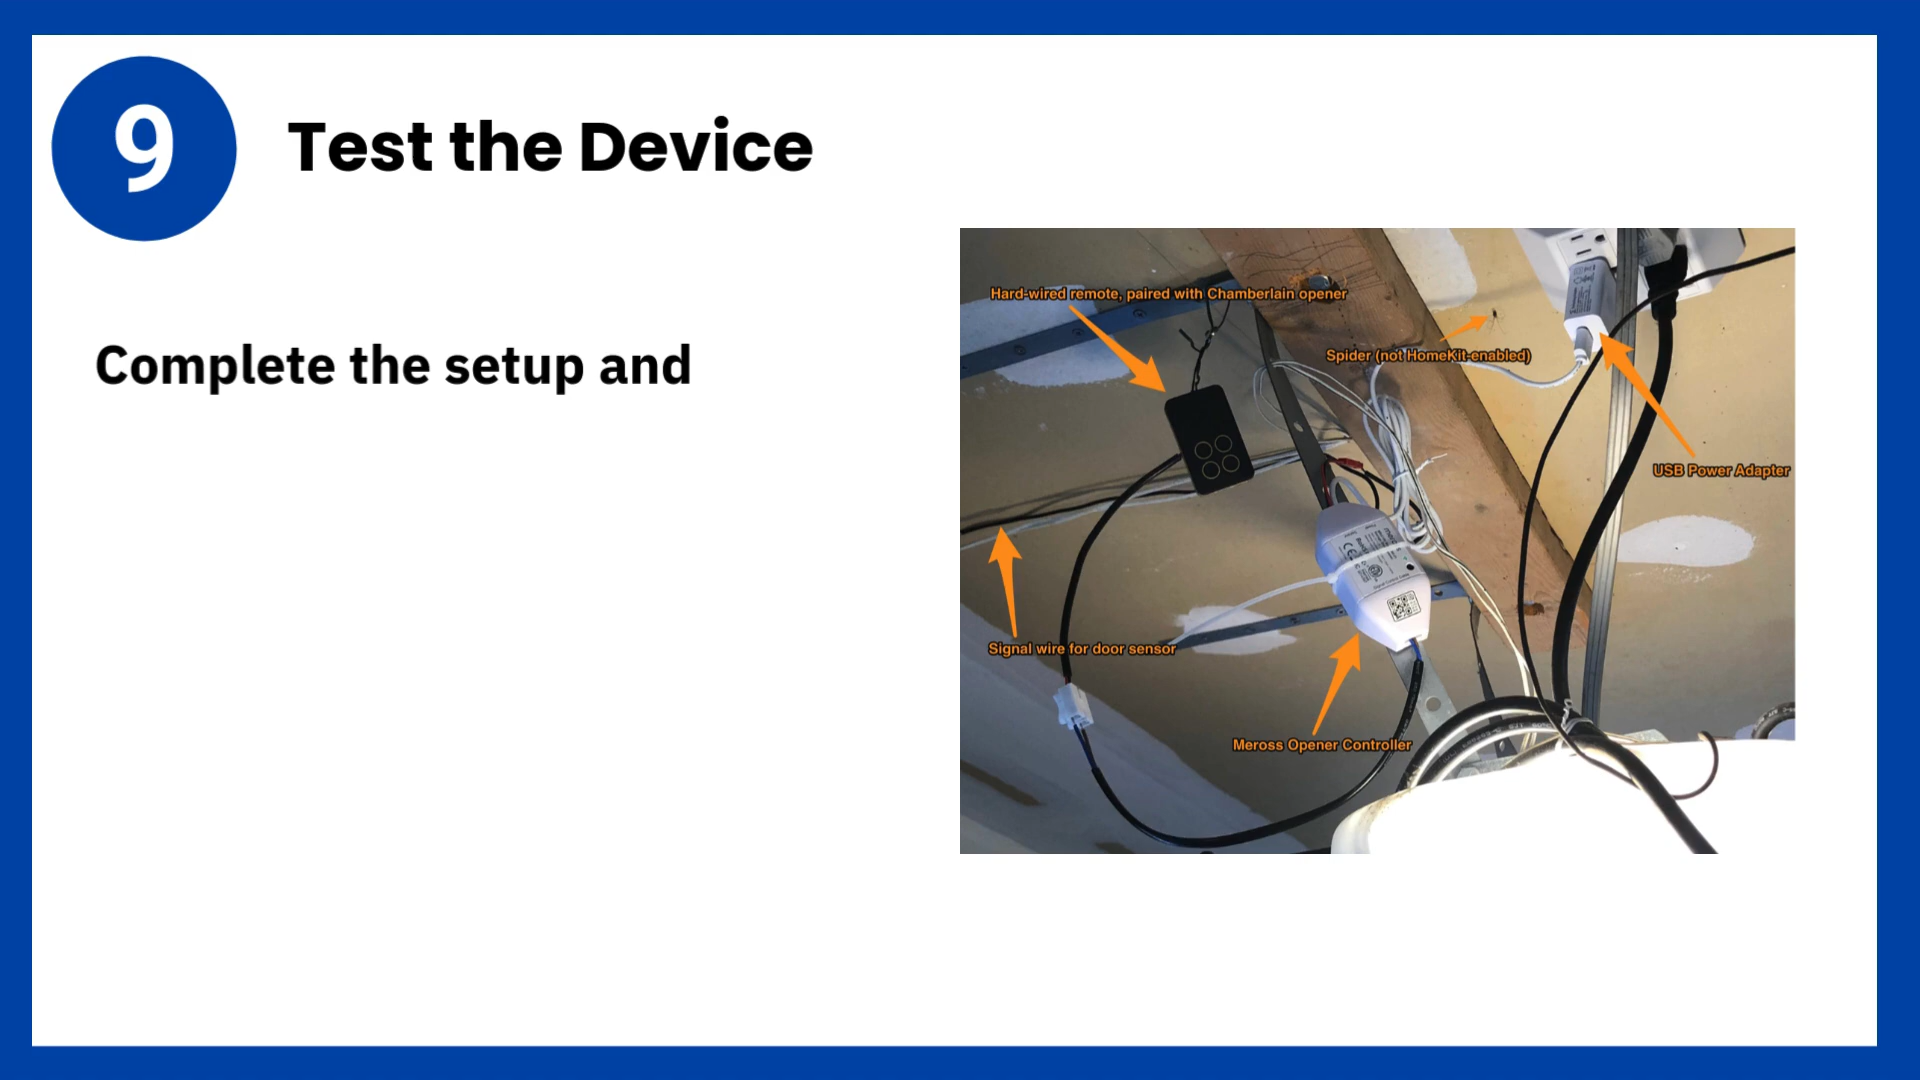 9
Test the Device
Complete the setup and
Hard-wired remote, paired with Chamberlain opener
Spider (not HomeKit-enabled)
USB Power Adapter
Signal wire for door sensor
Meross Opener Controller